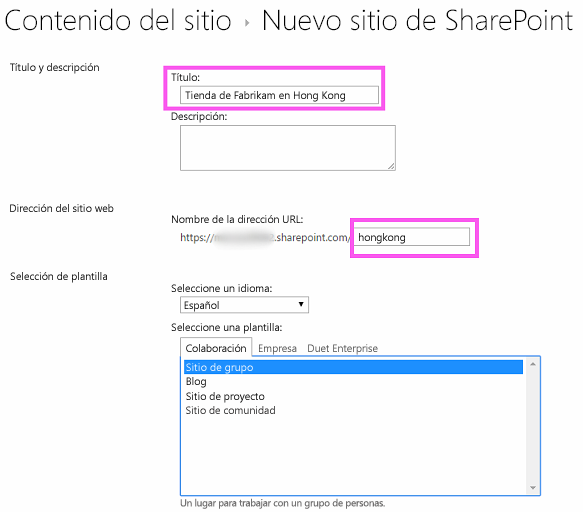 Contenido del sitio › Nuevo sitio de SharePoint
Título y descripción
Título:
Tienda de Fabrikam en Hong Kong
Descripción:
Dirección del sitio web
Nombre de la dirección URL:
https://.sharepoint.com/ hongkong
Selección de plantilla
Seleccione un idioma:
Español
Seleccione una plantilla:
Colaboración Empresa Duet Enterprise
Sitio de grupo
Blog
Sitio de proyecto
Sitio de comunidad
Un lugar para trabajar con un grupo de personas.